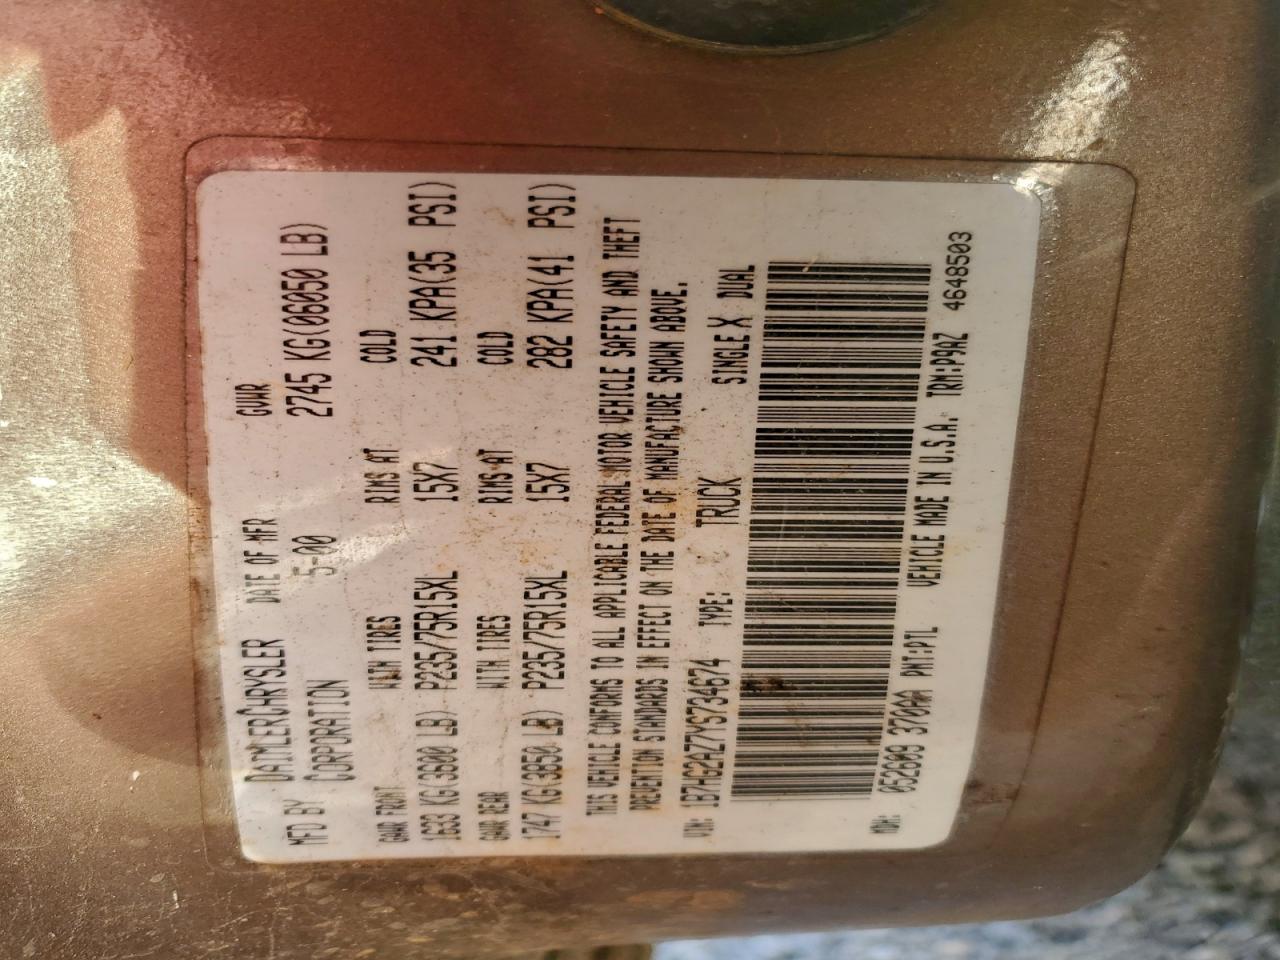 MFD BY DAIMLERCHRYSLER CORPORATION DATE OF MFR 5-00 GVWR 2745 KG(06050 LB)
GAWR FRONT WITH TIRES RIMS AT COLD
1633 KG(3600 LB) P235/75R15XL 15X7 241 KPA(35 PSI)
GAWR REAR WITH TIRES RIMS AT COLD
1747 KG(3850 LB) P235/75R15XL 15X7 282 KPA(41 PSI)
THIS VEHICLE CONFORMS TO ALL APPLICABLE FEDERAL MOTOR VEHICLE SAFETY AND THEFT
PREVENTION STANDARDS IN EFFECT ON THE DATE OF MANUFACTURE SHOWN ABOVE.
VIN: 1B7HG2AZ7YS734674 TYPE: TRUCK SINGLE X DUAL
MDH: 052609 370AA PNT:PTL VEHICLE MADE IN U.S.A. TRM:P9AZ 4648503